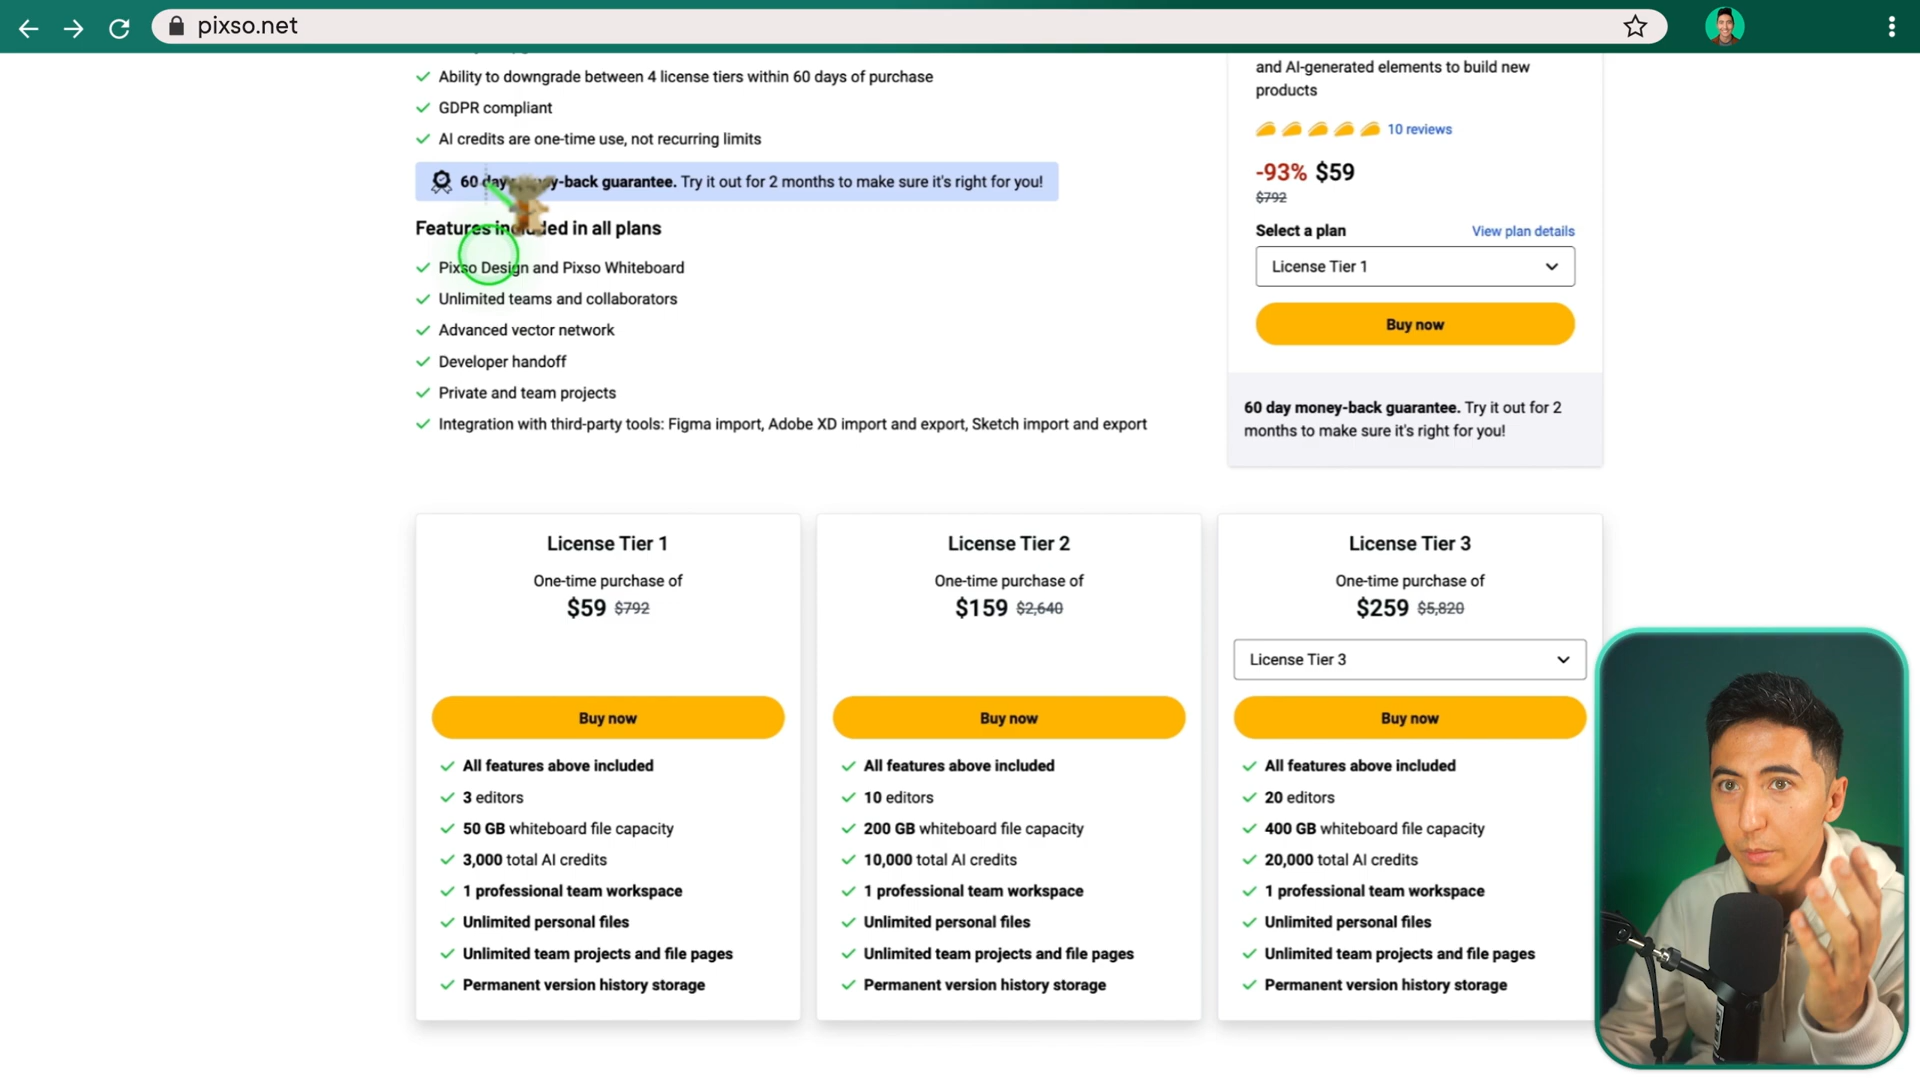 pixso.net
Ability to downgrade between 4 license tiers within 60 days of purchase
GDPR compliant
AI credits are one-time use, not recurring limits
60 day money-back guarantee. Try it out for 2 months to make sure it's right for you!
Features included in all plans
Pixso Design and Pixso Whiteboard
Unlimited teams and collaborators
Advanced vector network
Developer handoff
Private and team projects
Integration with third-party tools: Figma import, Adobe XD import and export, Sketch import and export
and AI-generated elements to build new
products
10 reviews
-93% $59
$792
Select a plan View plan details
License Tier 1
Buy now
60 day money-back guarantee. Try it out for 2
months to make sure it's right for you!
License Tier 1
One-time purchase of
$59 $792
Buy now
All features above included
3 editors
50 GB whiteboard file capacity
3,000 total AI credits
1 professional team workspace
Unlimited personal files
Unlimited team projects and file pages
Permanent version history storage
License Tier 2
One-time purchase of
$159 $2,640
Buy now
All features above included
10 editors
200 GB whiteboard file capacity
10,000 total AI credits
1 professional team workspace
Unlimited personal files
Unlimited team projects and file pages
Permanent version history storage
License Tier 3
One-time purchase of
$259 $5,820
License Tier 3
Buy now
All features above included
20 editors
400 GB whiteboard file capacity
20,000 total AI credits
1 professional team workspace
Unlimited personal files
Unlimited team projects and file pages
Permanent version history storage